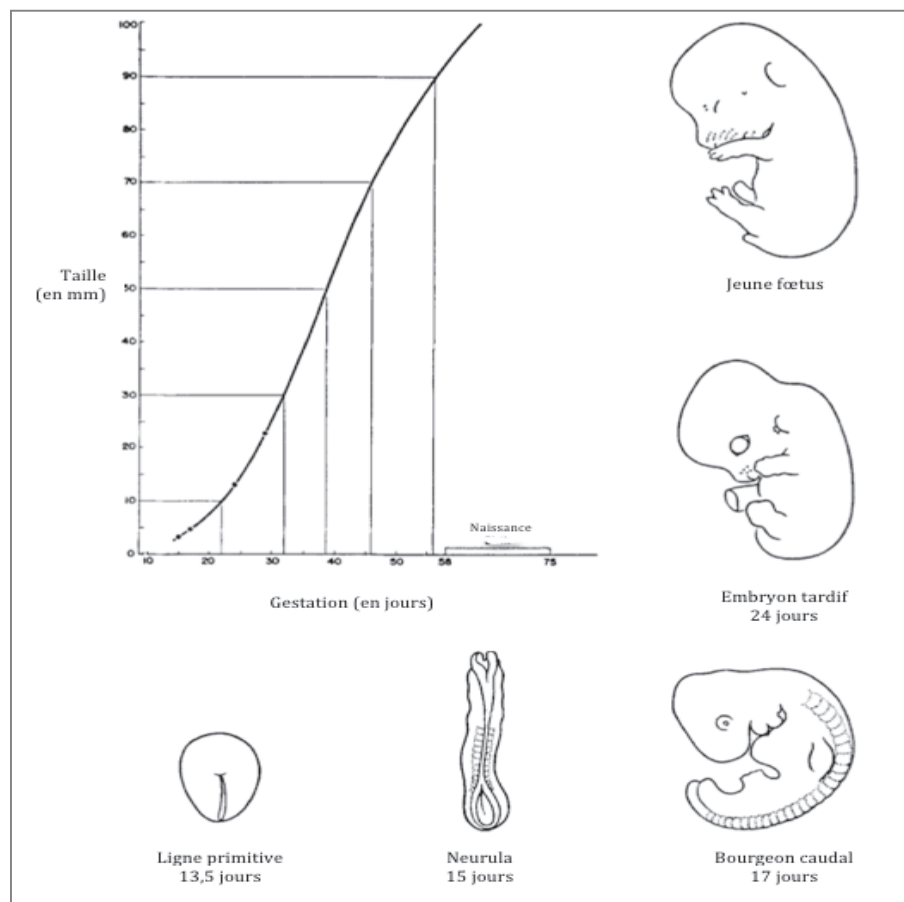 100
90
80
70
60
50
40
30
20
10
0
Taille
(en mm)
10 22 30 40 50 58 75
Naissance
Gestation (en jours)
Jeune fœtus
Embryon tardif
24 jours
Ligne primitive
13,5 jours
Neurula
15 jours
Bourgeon caudal
17 jours